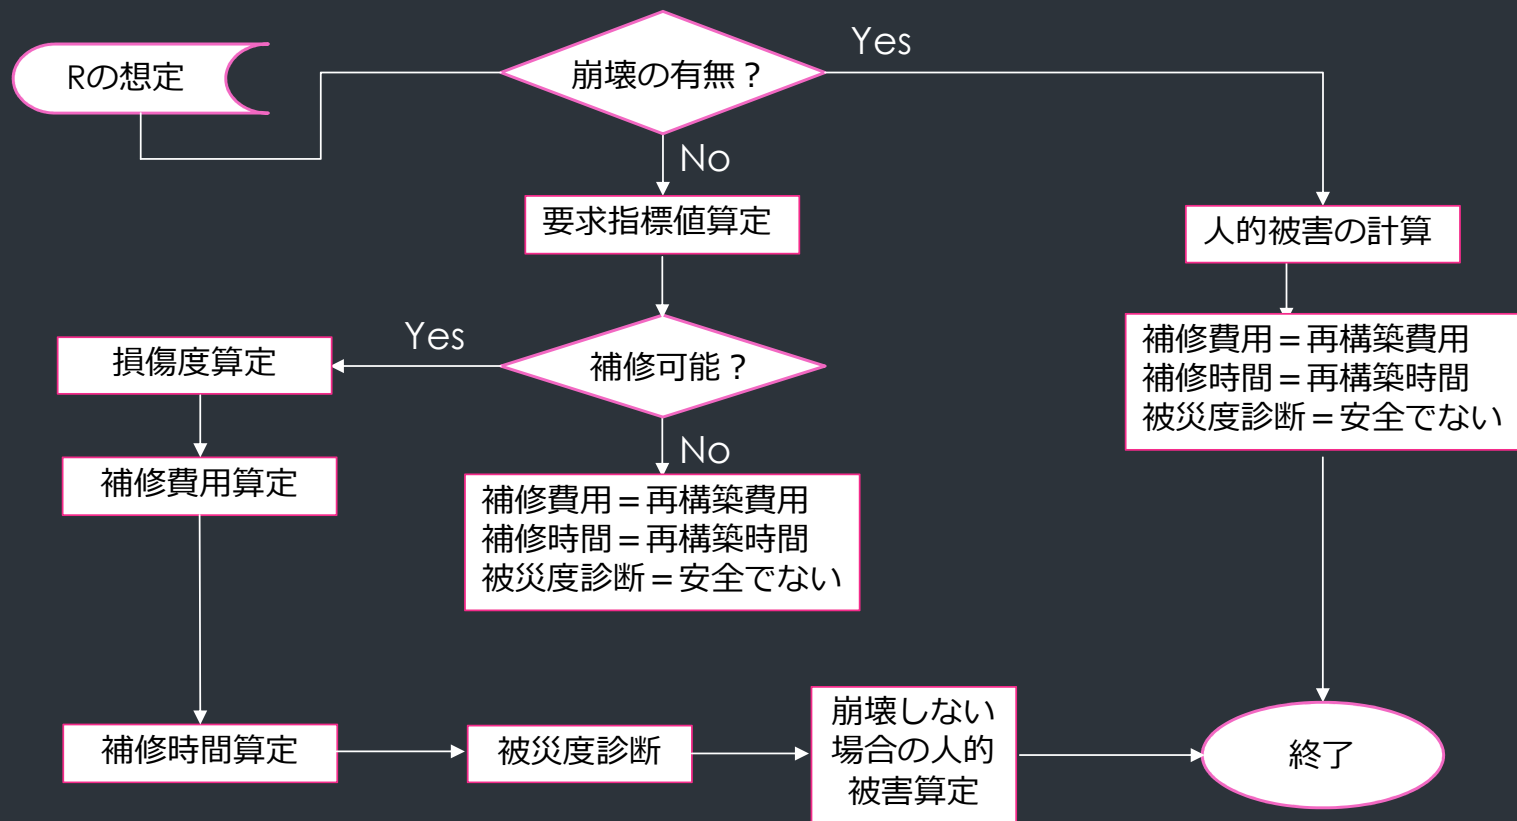 Rの想定
崩壊の有無？
Yes
No
要求指標値算定
人的被害の計算
補修費用＝再構築費用
補修時間＝再構築時間
被災度診断＝安全でない
Yes
補修可能？
損傷度算定
No
補修費用算定
補修費用＝再構築費用
補修時間＝再構築時間
被災度診断＝安全でない
補修時間算定
被災度診断
崩壊しない
場合の人的
被害算定
終了